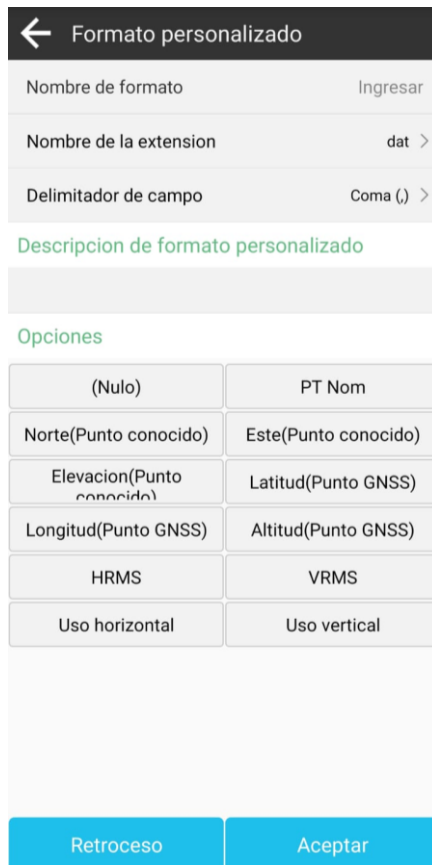 Formato personalizado
Nombre de formato Ingresar
Nombre de la extension dat >
Delimitador de campo Coma (,) >
Descripcion de formato personalizado
Opciones
(Nulo) PT Nom
Norte(Punto conocido) Este(Punto conocido)
Elevacion(Punto
conocido) Latitud(Punto GNSS)
Longitud(Punto GNSS) Altitud(Punto GNSS)
HRMS VRMS
Uso horizontal Uso vertical
Retroceso Aceptar